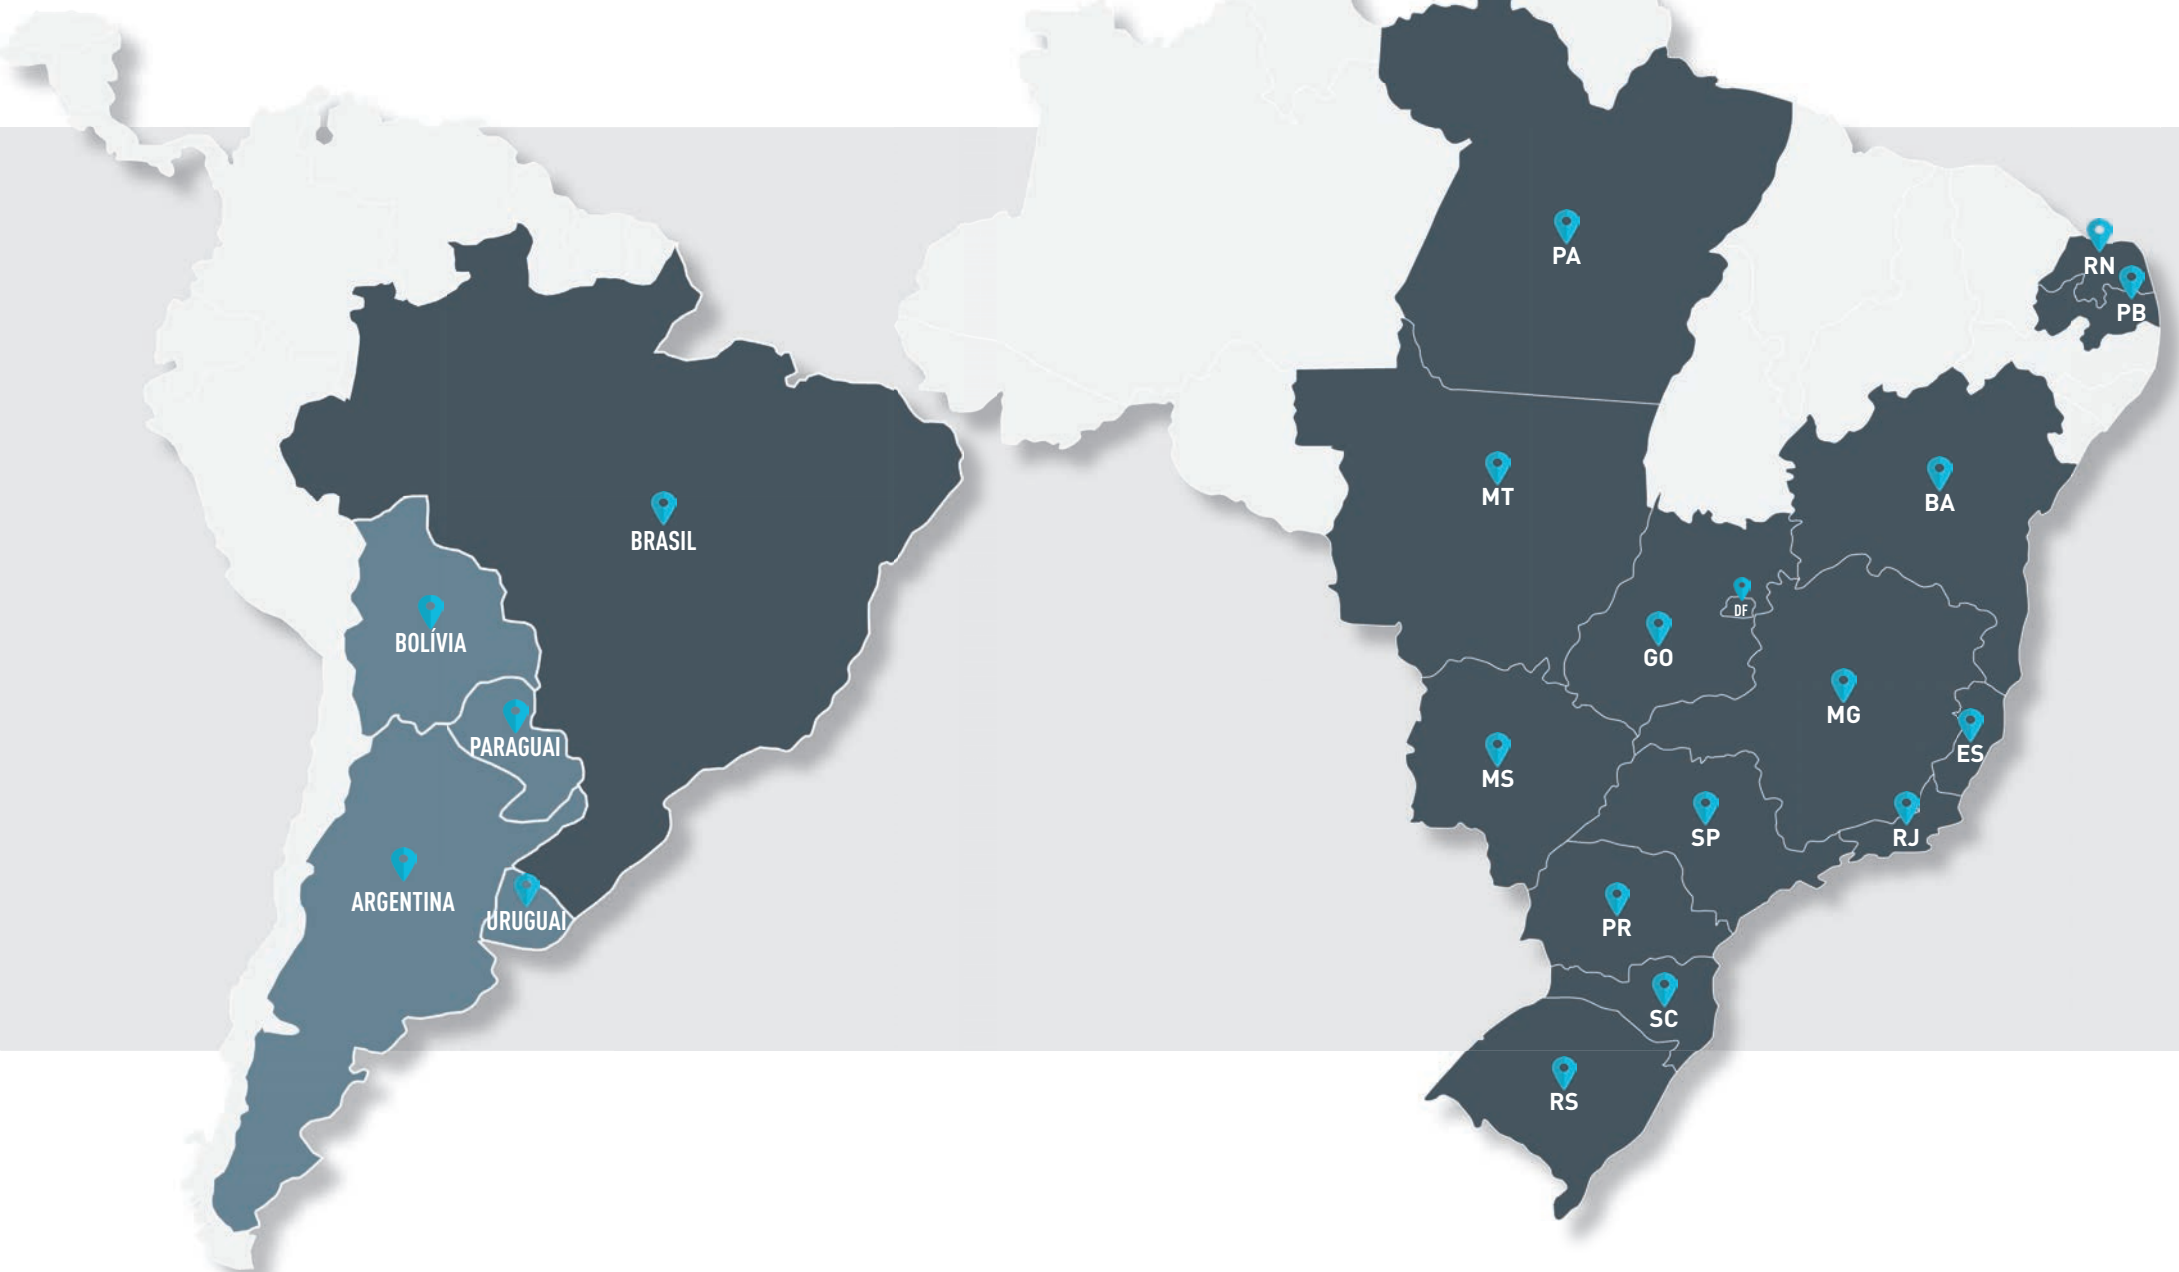 BRASIL
BOLÍVIA
PARAGUAI
ARGENTINA
URUGUAI
PA
RN
PB
MT
BA
DF
GO
MG
ES
MS
SP
RJ
PR
SC
RS